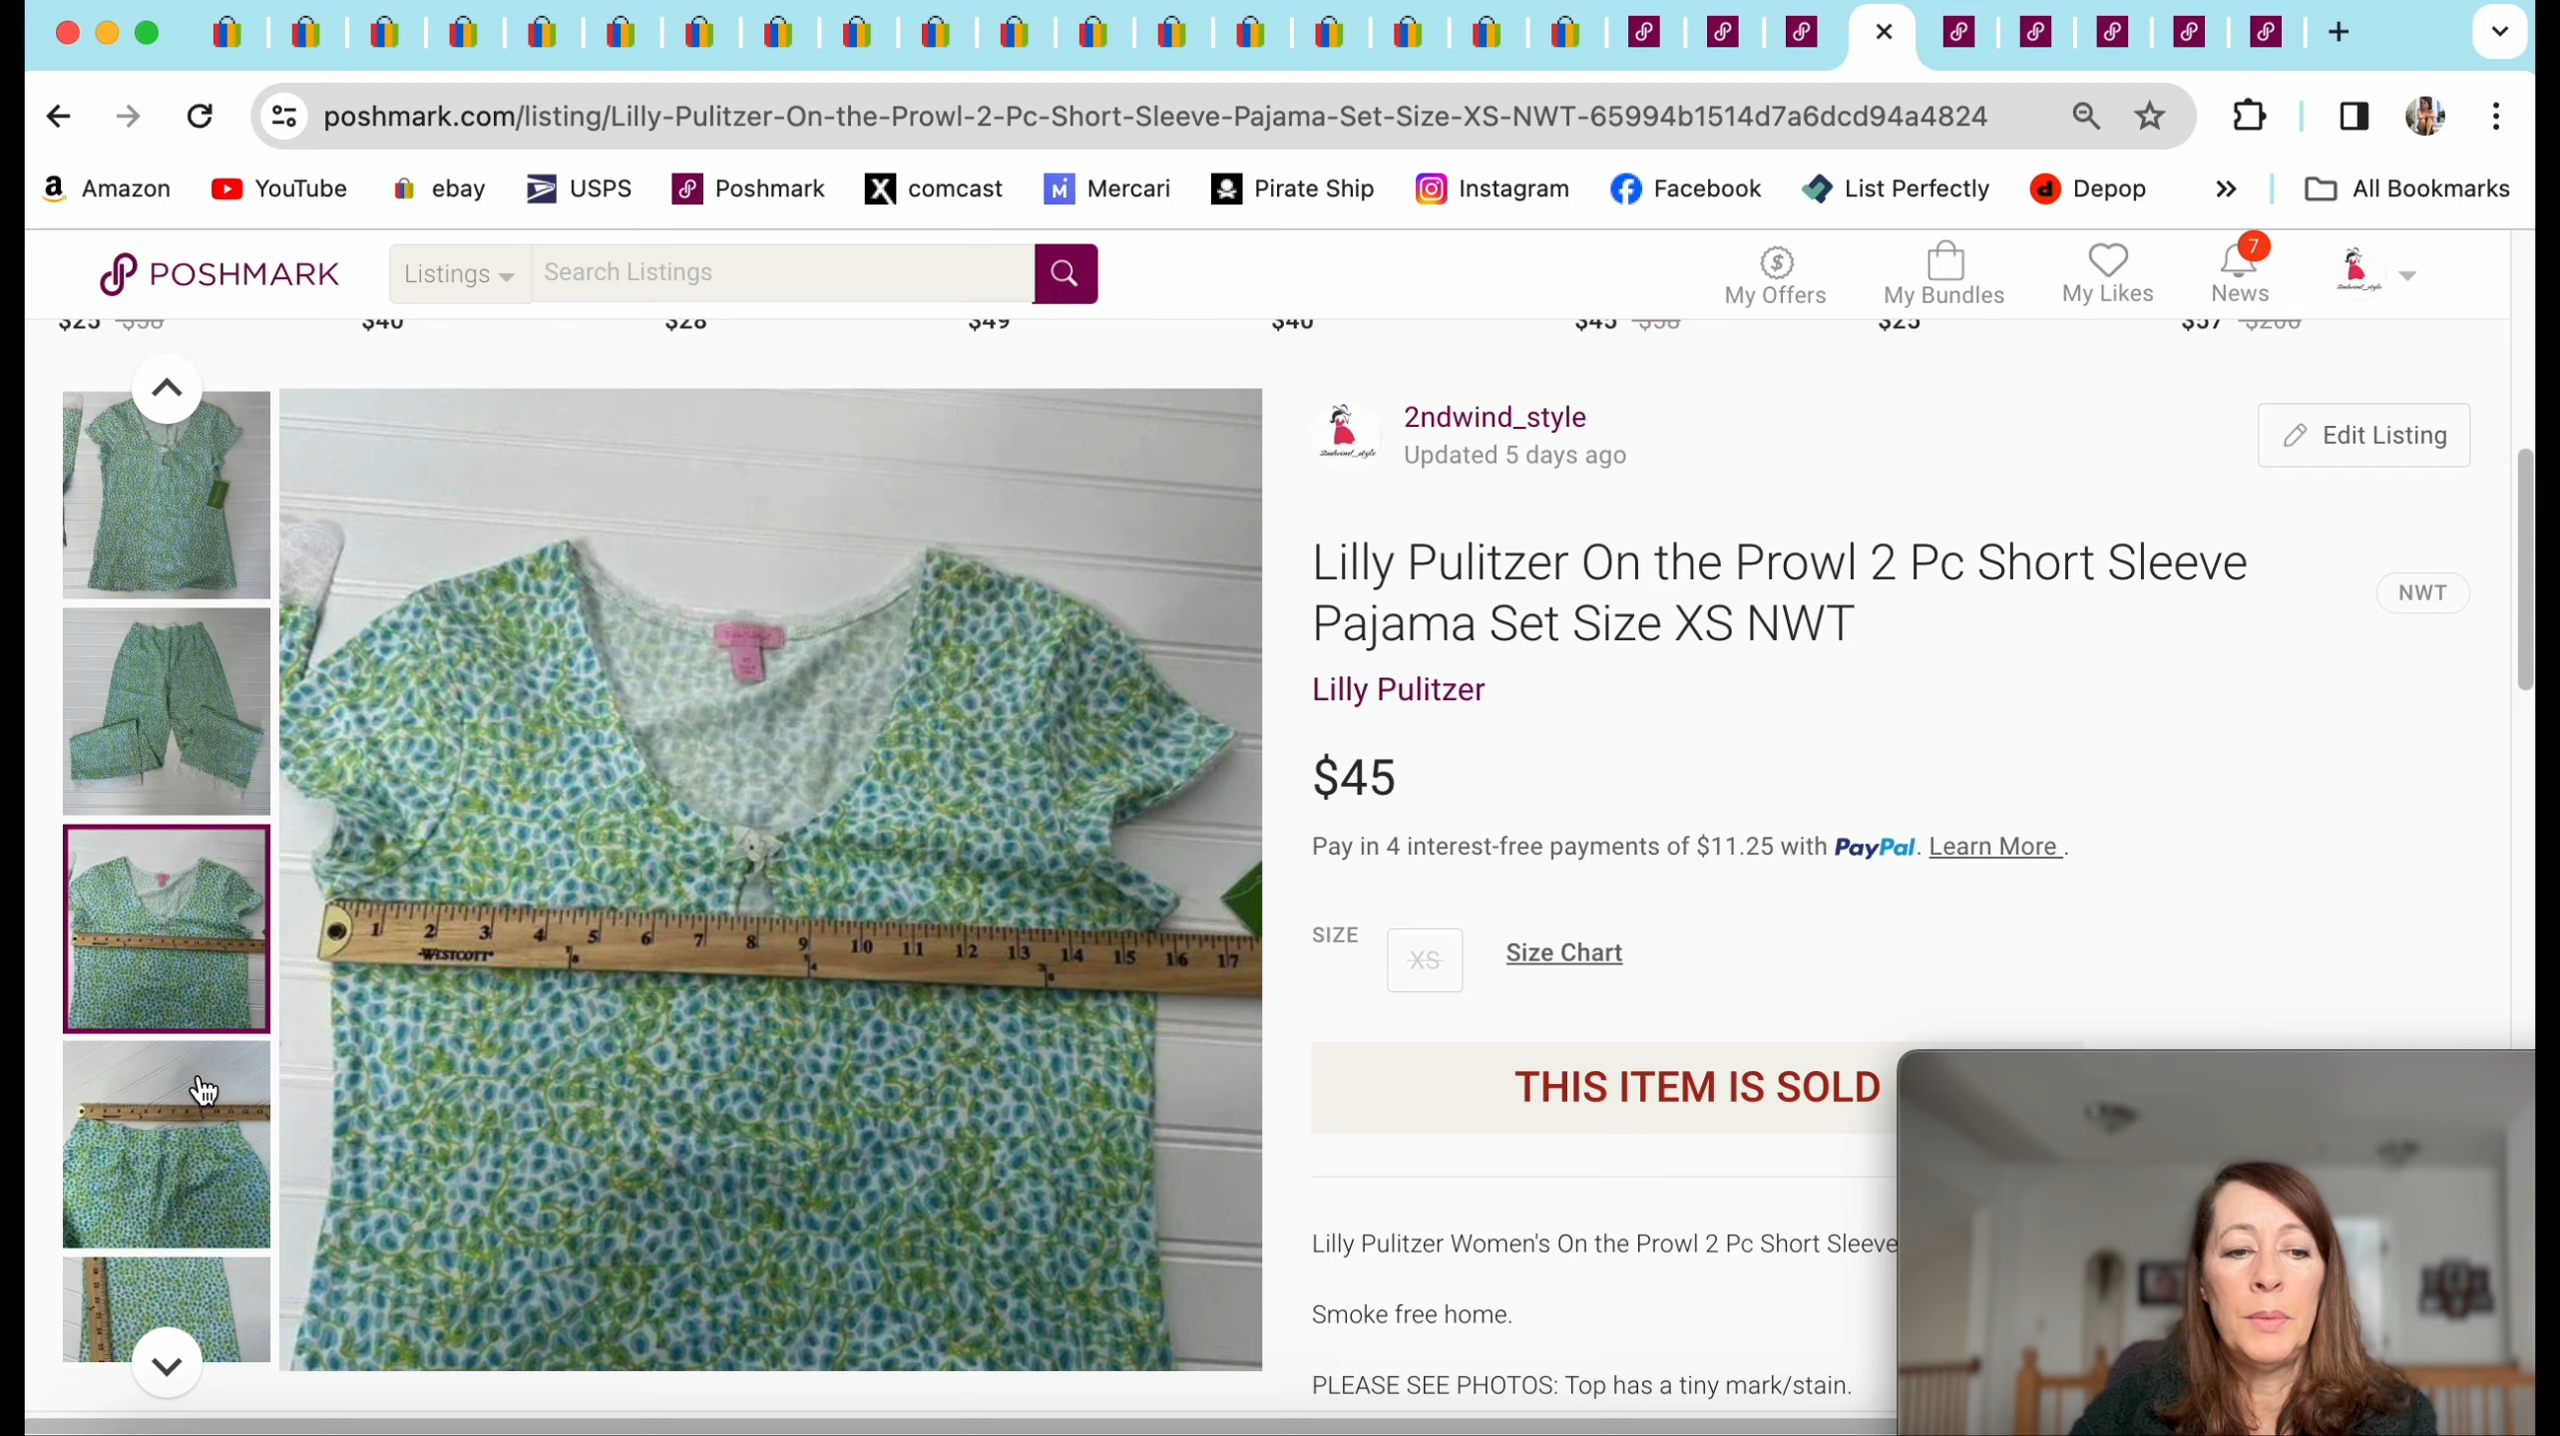 poshmark.com/listing/Lilly-Pulitzer-On-the-Prowl-2-Pc-Short-Sleeve-Pajama-Set-Size-XS-NWT-65994b1514d7a6dcd94a4824
Amazon YouTube ebay USPS Poshmark comcast Mercari Pirate Ship Instagram Facebook List Perfectly Depop » All Bookmarks
POSHMARK Listings Search Listings My Offers My Bundles My Likes 7 News
$25 $58 $40 $28 $49 $40 $45 $58 $25 $57 $200
2ndwind_style
Updated 5 days ago
Edit Listing
Lilly Pulitzer On the Prowl 2 Pc Short Sleeve
Pajama Set Size XS NWT
NWT
Lilly Pulitzer
$45
Pay in 4 interest-free payments of $11.25 with PayPal. Learn More .
SIZE XS Size Chart
1 2 3 4 5 6 7 8 9 10 11 12 13 14 15 16 17
WESTCOTT
THIS ITEM IS SOLD
Lilly Pulitzer Women's On the Prowl 2 Pc Short Sleeve
Smoke free home.
PLEASE SEE PHOTOS: Top has a tiny mark/stain.